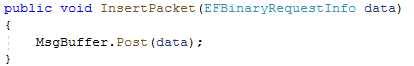 public void InsertPacket(EFBinaryRequestInfo data)
{
    MsgBuffer.Post(data);
}